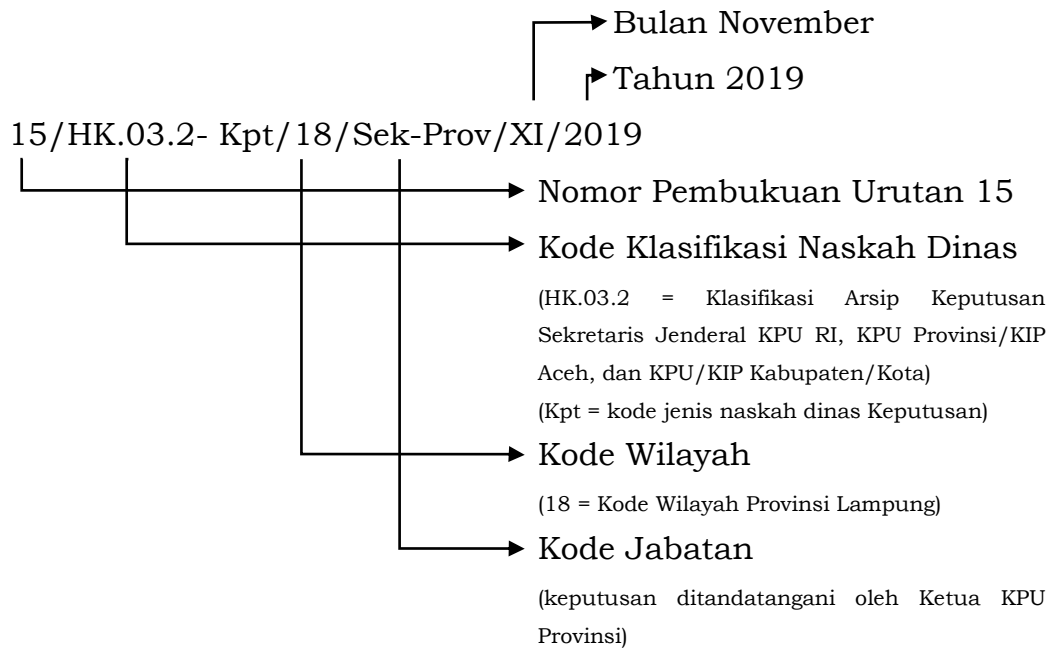 Bulan November
Tahun 2019
15/HK.03.2- Kpt/18/Sek-Prov/XI/2019
Nomor Pembukuan Urutan 15
Kode Klasifikasi Naskah Dinas
(HK.03.2 = Klasifikasi Arsip Keputusan
Sekretaris Jenderal KPU RI, KPU Provinsi/KIP
Aceh, dan KPU/KIP Kabupaten/Kota)
(Kpt = kode jenis naskah dinas Keputusan)
Kode Wilayah
(18 = Kode Wilayah Provinsi Lampung)
Kode Jabatan
(keputusan ditandatangani oleh Ketua KPU
Provinsi)